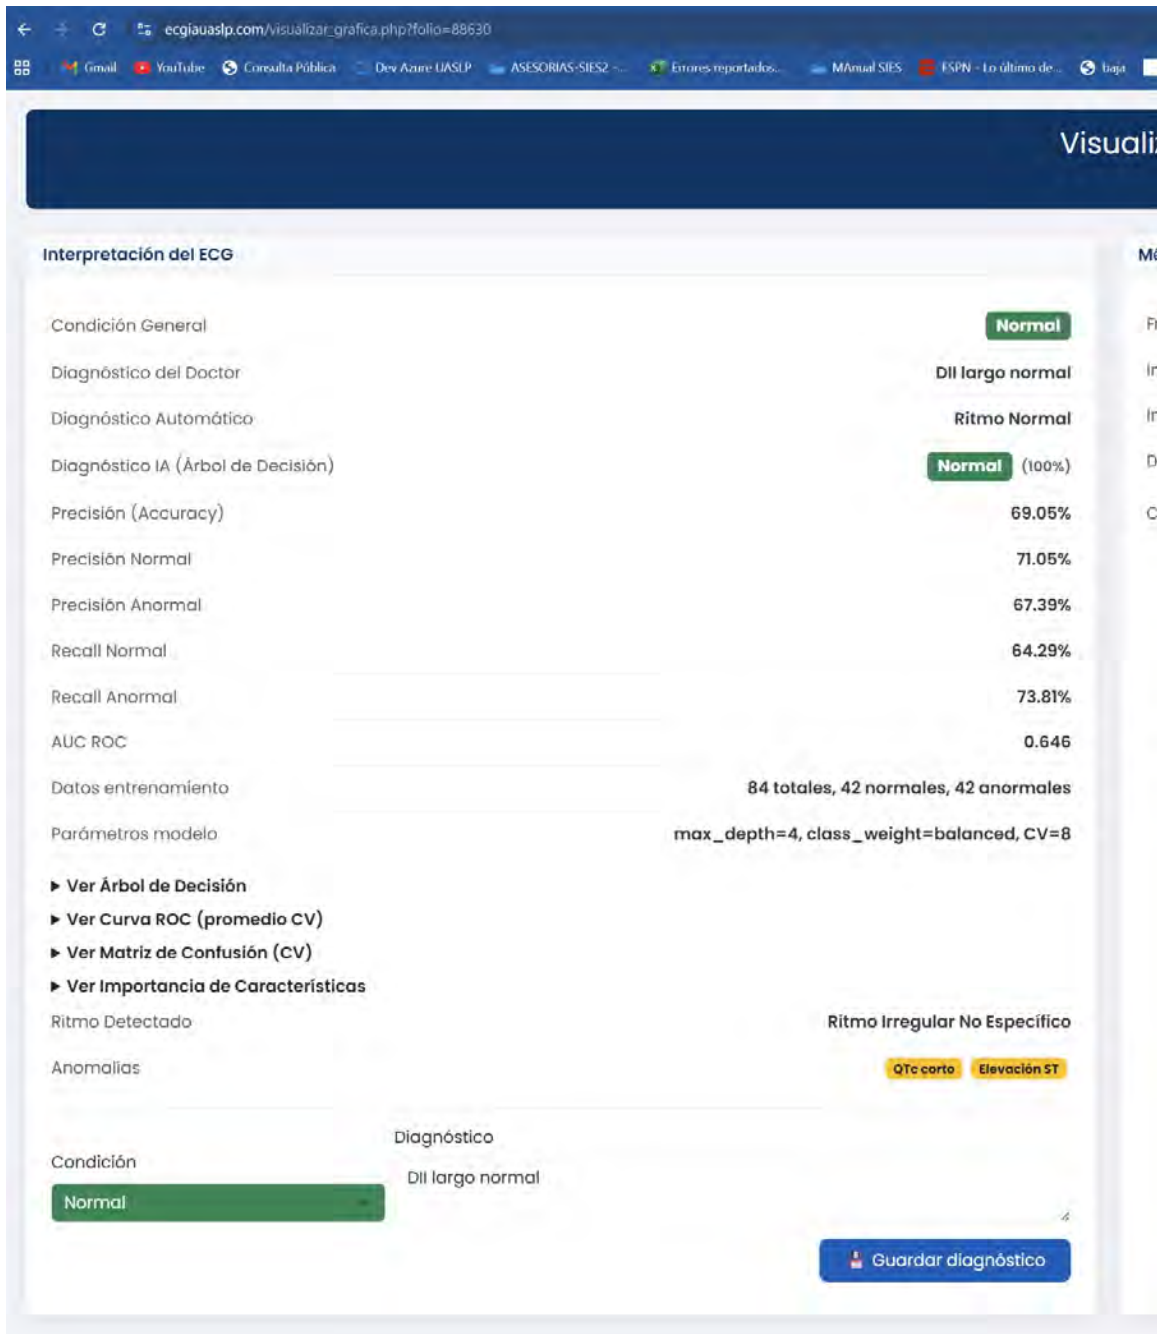 ecgiauaslp.com/visualizar_grafica.php?folio=88630
Gmail YouTube Consulta Pública Dev Azure UASLP ASESORIAS-SIES2 -... Errores reportados... MAnual SIES ESPN - Lo último de... baja
Visuali
Interpretación del ECG
Condición General Normal
Diagnóstico del Doctor DII largo normal
Diagnóstico Automático Ritmo Normal
Diagnóstico IA (Árbol de Decisión) Normal (100%)
Precisión (Accuracy) 69.05%
Precisión Normal 71.05%
Precisión Anormal 67.39%
Recall Normal 64.29%
Recall Anormal 73.81%
AUC ROC 0.646
Datos entrenamiento 84 totales, 42 normales, 42 anormales
Parámetros modelo max_depth=4, class_weight=balanced, CV=8
▶ Ver Árbol de Decisión
▶ Ver Curva ROC (promedio CV)
▶ Ver Matriz de Confusión (CV)
▶ Ver Importancia de Características
Ritmo Detectado Ritmo Irregular No Específico
Anomalías QTc corto Elevación ST
Diagnóstico
Condición
DII largo normal
Normal
Guardar diagnóstico